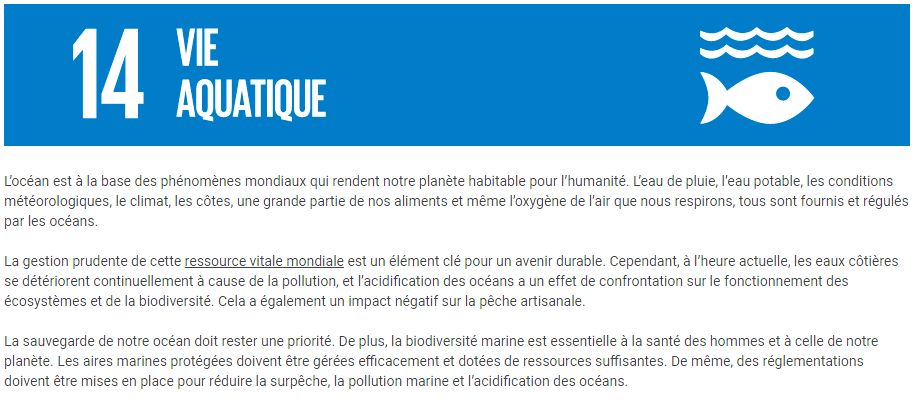 14
VIE
AQUATIQUE
L’océan est à la base des phénomènes mondiaux qui rendent notre planète habitable pour l’humanité. L’eau de pluie, l’eau potable, les conditions
météorologiques, le climat, les côtes, une grande partie de nos aliments et même l’oxygène de l’air que nous respirons, tous sont fournis et régulés
par les océans.
La gestion prudente de cette ressource vitale mondiale est un élément clé pour un avenir durable. Cependant, à l’heure actuelle, les eaux côtières
se détériorent continuellement à cause de la pollution, et l’acidification des océans a un effet de confrontation sur le fonctionnement des
écosystèmes et de la biodiversité. Cela a également un impact négatif sur la pêche artisanale.
La sauvegarde de notre océan doit rester une priorité. De plus, la biodiversité marine est essentielle à la santé des hommes et à celle de notre
planète. Les aires marines protégées doivent être gérées efficacement et dotées de ressources suffisantes. De même, des réglementations
doivent être mises en place pour réduire la surpêche, la pollution marine et l’acidification des océans.